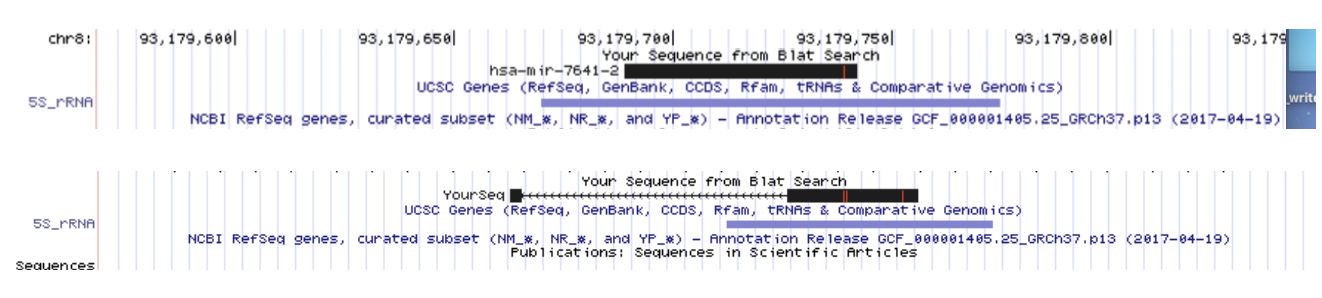 chr8: 93,179,600| 93,179,650| 93,179,700| 93,179,750| 93,179,800| 93,179
Your Sequence from Blat Search
hsa-mir-7641-2
UCSC Genes (RefSeq, GenBank, CCDS, Rfam, tRNAs & Comparative Genomics)
5S_rRNA
_write
NCBI RefSeq genes, curated subset (NM_*, NR_*, and YP_*) - Annotation Release GCF_000001405.25_GRCh37.p13 (2017-04-19)
Your Sequence from Blat Search
YourSeq
UCSC Genes (RefSeq, GenBank, CCDS, Rfam, tRNAs & Comparative Genomics)
5S_rRNA
NCBI RefSeq genes, curated subset (NM_*, NR_*, and YP_*) - Annotation Release GCF_000001405.25_GRCh37.p13 (2017-04-19)
Publications: Sequences in Scientific Articles
Sequences